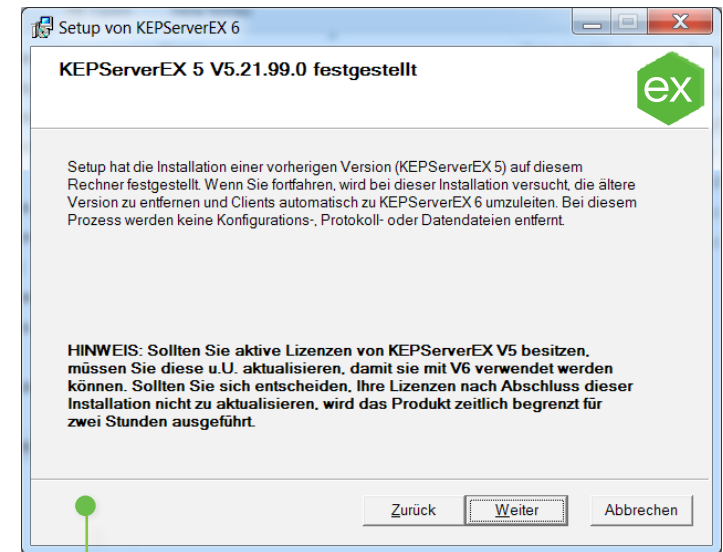 Setup von KEPServerEX 6
KEPServerEX 5 V5.21.99.0 festgestellt
ex
Setup hat die Installation einer vorherigen Version (KEPServerEX 5) auf diesem
Rechner festgestellt. Wenn Sie fortfahren, wird bei dieser Installation versucht, die ältere
Version zu entfernen und Clients automatisch zu KEPServerEX 6 umzuleiten. Bei diesem
Prozess werden keine Konfigurations-, Protokoll- oder Datendateien entfernt.
HINWEIS: Sollten Sie aktive Lizenzen von KEPServerEX V5 besitzen,
müssen Sie diese u.U. aktualisieren, damit sie mit V6 verwendet werden
können. Sollten Sie sich entscheiden, Ihre Lizenzen nach Abschluss dieser
Installation nicht zu aktualisieren, wird das Produkt zeitlich begrenzt für
zwei Stunden ausgeführt.
Zurück Weiter Abbrechen